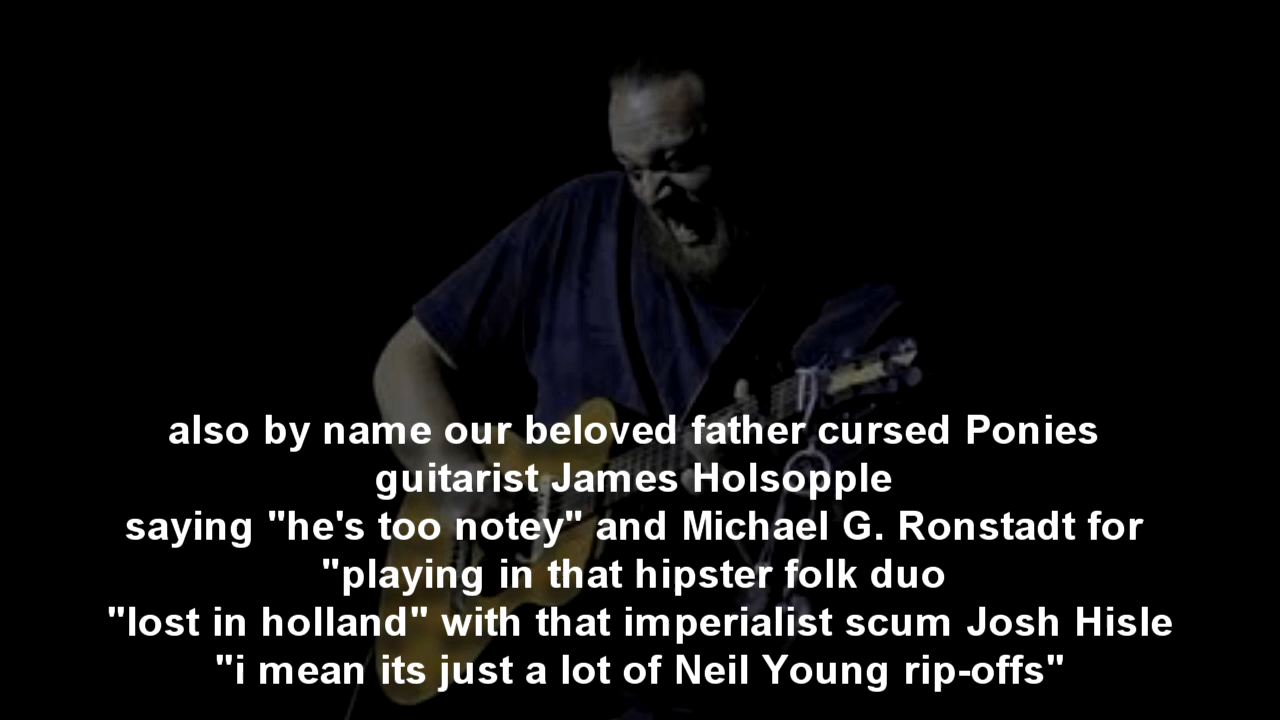 also by name our beloved father cursed Ponies
guitarist James Holsopple
saying "he's too notey" and Michael G. Ronstadt for
"playing in that hipster folk duo
"lost in holland" with that imperialist scum Josh Hisle
"i mean its just a lot of Neil Young rip-offs"